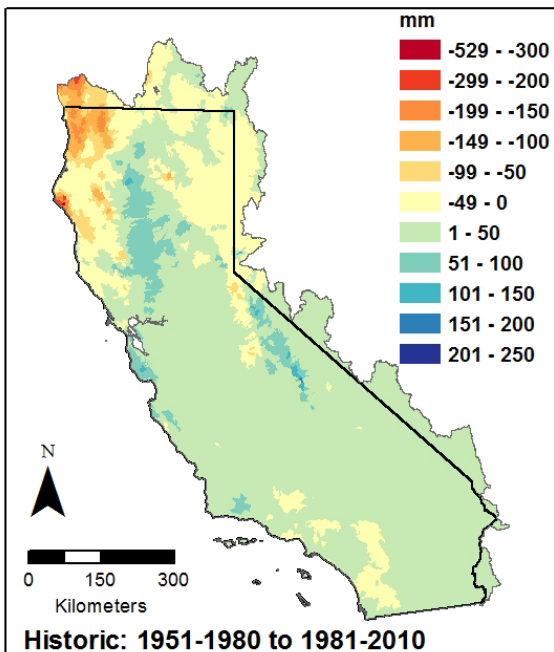 mm
-529 - -300
-299 - -200
-199 - -150
-149 - -100
-99 - -50
-49 - 0
1 - 50
51 - 100
101 - 150
151 - 200
201 - 250
N
0 150 300
Kilometers
Historic: 1951-1980 to 1981-2010